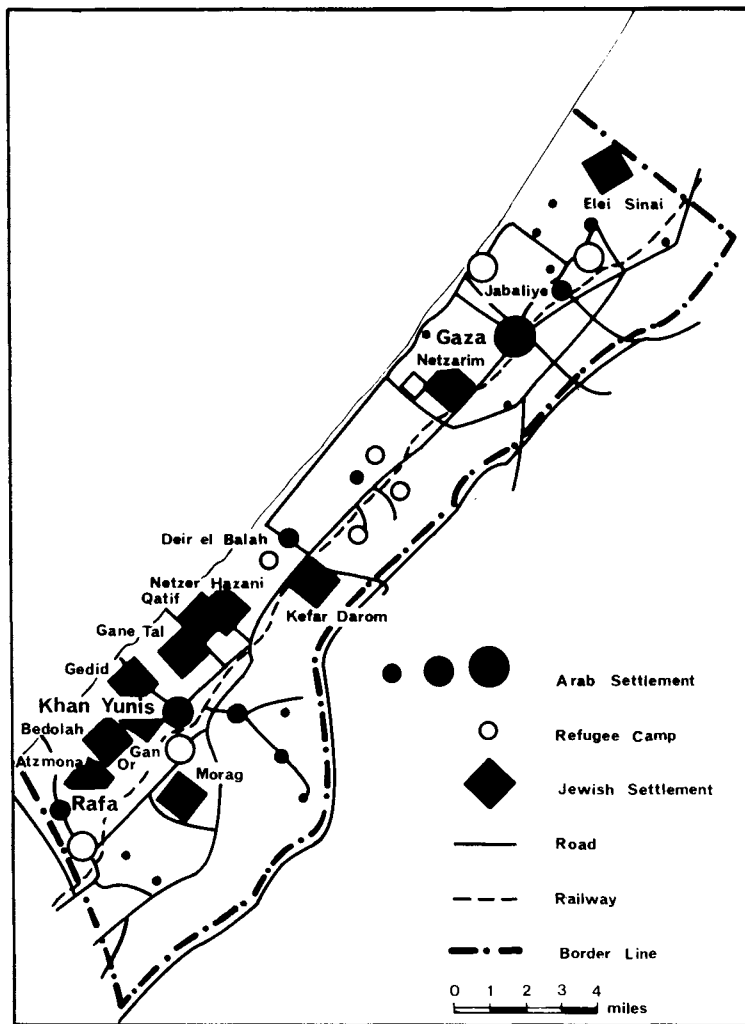 Elei Sinai
Jabaliye
Gaza
Netzarim
Deir el Balah
Netzer Hazani
Qatif
Kefar Darom
Gane Tal
Gedid
Khan Yunis
Bedolah
Gan
Or
Atzmona
Morag
Rafa
Arab Settlement
Refugee Camp
Jewish Settlement
Road
Railway
Border Line
0 1 2 3 4
miles